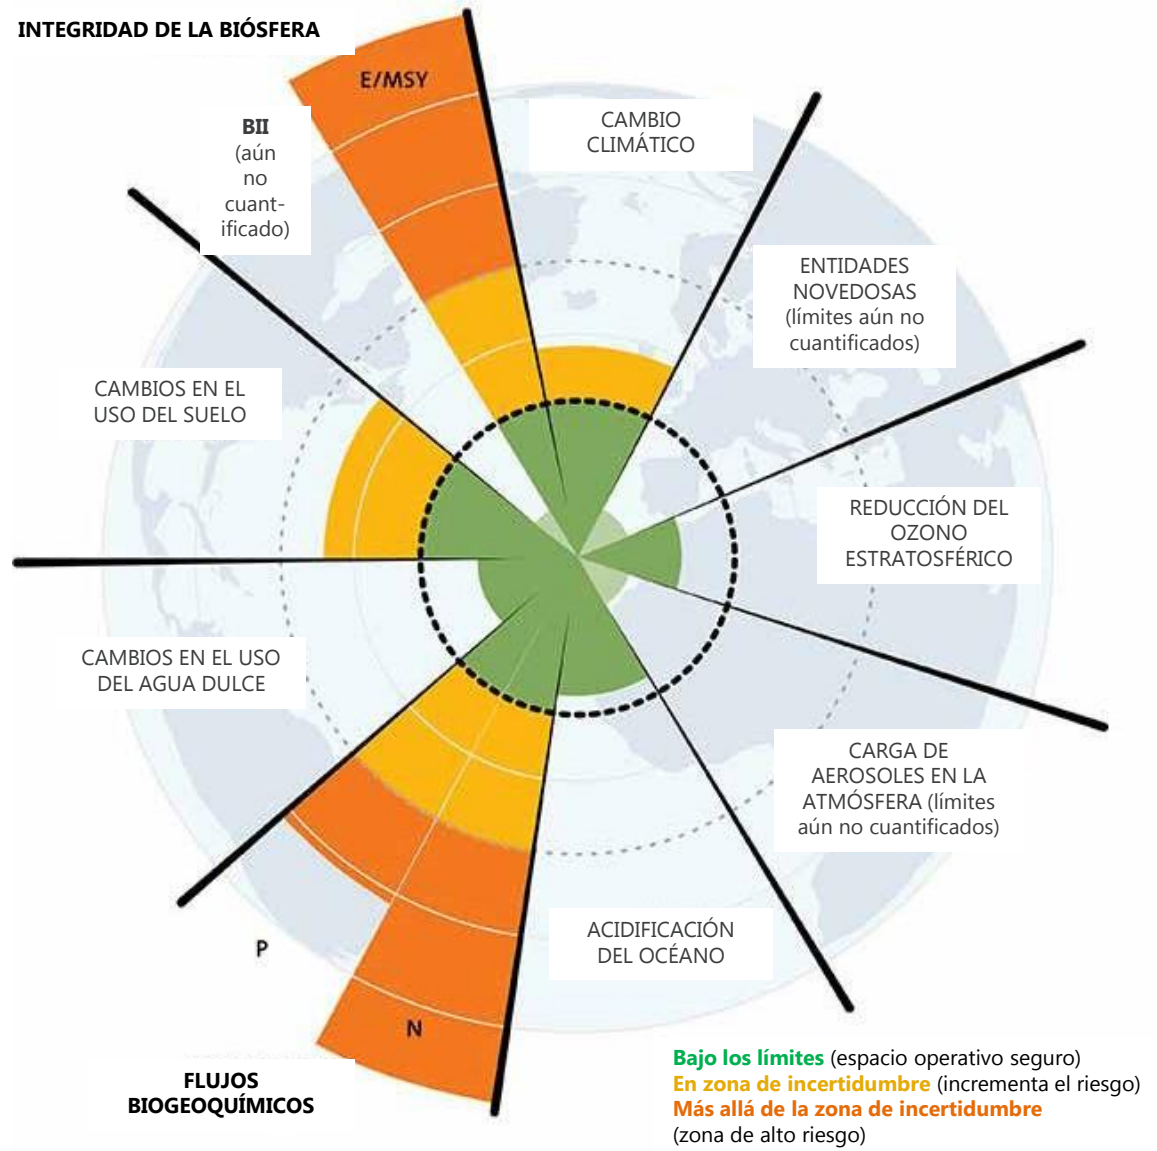 INTEGRIDAD DE LA BIÓSFERA
E/MSY
BII
(aún
no
cuant-
ificado)
CAMBIO
CLIMÁTICO
ENTIDADES
NOVEDOSAS
(límites aún no
cuantificados)
CAMBIOS EN EL
USO DEL SUELO
REDUCCIÓN DEL
OZONO
ESTRATOSFÉRICO
CAMBIOS EN EL USO
DEL AGUA DULCE
CARGA DE
AEROSOLES EN LA
ATMÓSFERA (límites
aún no cuantificados)
ACIDIFICACIÓN
DEL OCÉANO
P
N
FLUJOS
BIOGEOQUÍMICOS
Bajo los límites (espacio operativo seguro)
En zona de incertidumbre (incrementa el riesgo)
Más allá de la zona de incertidumbre
(zona de alto riesgo)